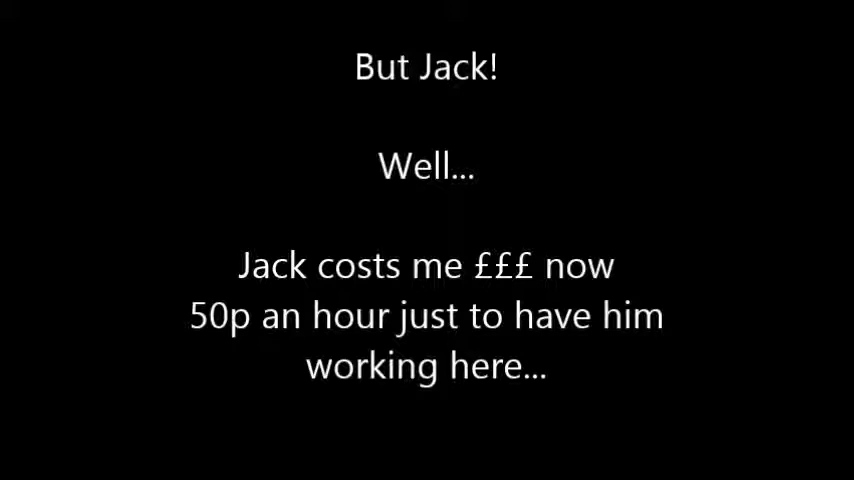 But Jack!
Well...
Jack costs me £££ now
50p an hour just to have him
working here...